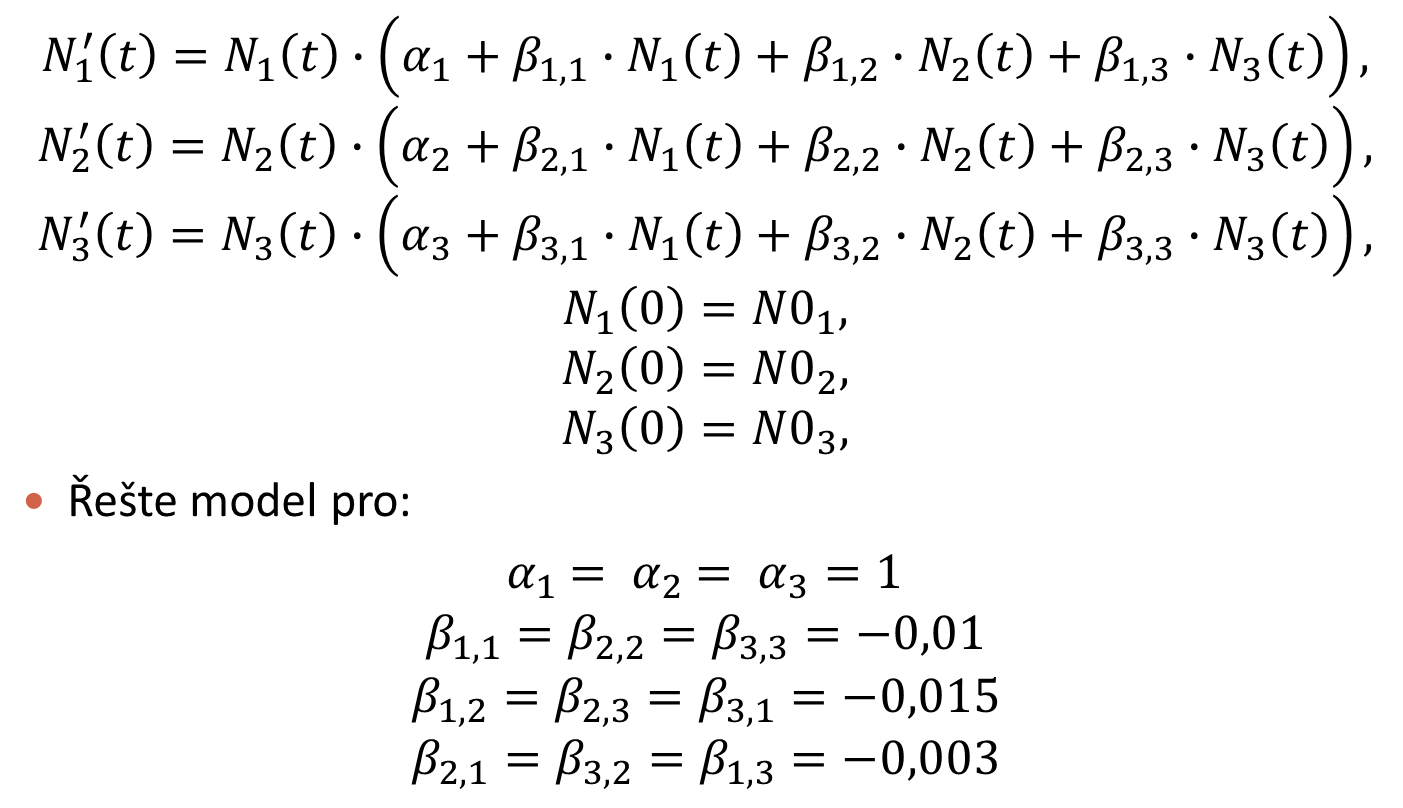 N₁′(t) = N₁(t) · (α₁ + β₁,₁ · N₁(t) + β₁,₂ · N₂(t) + β₁,₃ · N₃(t)),
N₂′(t) = N₂(t) · (α₂ + β₂,₁ · N₁(t) + β₂,₂ · N₂(t) + β₂,₃ · N₃(t)),
N₃′(t) = N₃(t) · (α₃ + β₃,₁ · N₁(t) + β₃,₂ · N₂(t) + β₃,₃ · N₃(t)),
N₁(0) = N0₁,
N₂(0) = N0₂,
N₃(0) = N0₃,
• Řešte model pro:
α₁ = α₂ = α₃ = 1
β₁,₁ = β₂,₂ = β₃,₃ = −0,01
β₁,₂ = β₂,₃ = β₃,₁ = −0,015
β₂,₁ = β₃,₂ = β₁,₃ = −0,003